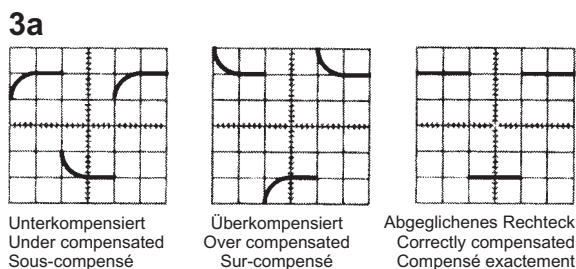 3a
Unterkompensiert
Under compensated
Sous-compensé
Überkompensiert
Over compensated
Sur-compensé
Abgeglichenes Rechteck
Correctly compensated
Compensé exactement